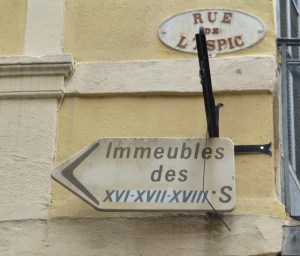 RUE
DE
L'ASPIC
Immeubles
des
XVI-XVII-XVIII°S